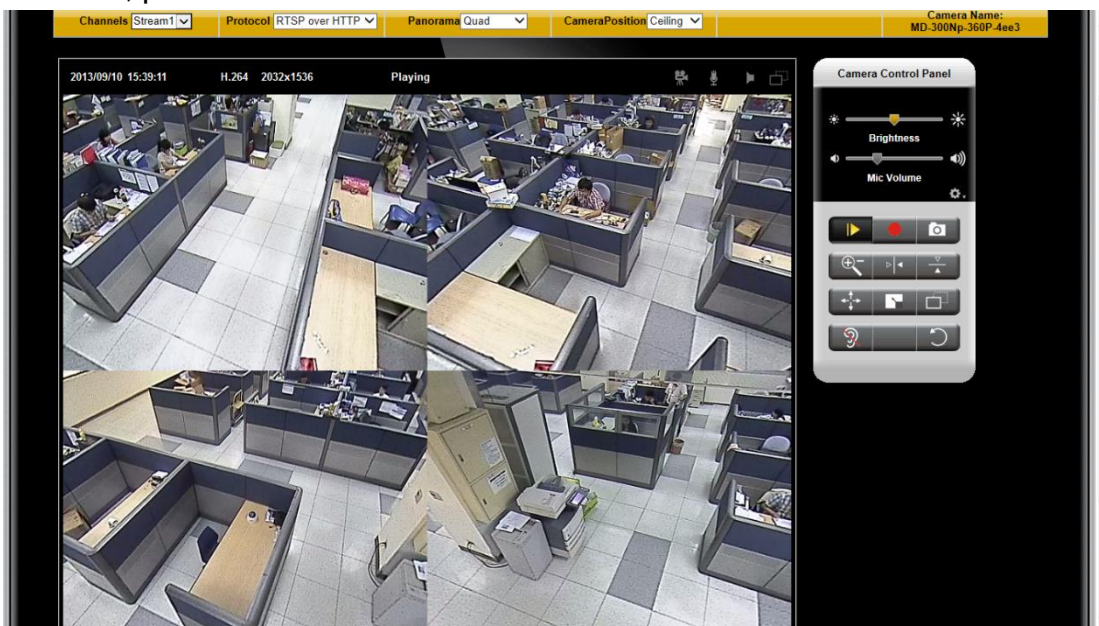 Channels Stream1 Protocol RTSP over HTTP Panorama Quad CameraPosition Ceiling Camera Name:
MD-300Np-360P-4ee3
2013/09/10 15:39:11 H.264 2032x1536 Playing
Camera Control Panel
Brightness
Mic Volume